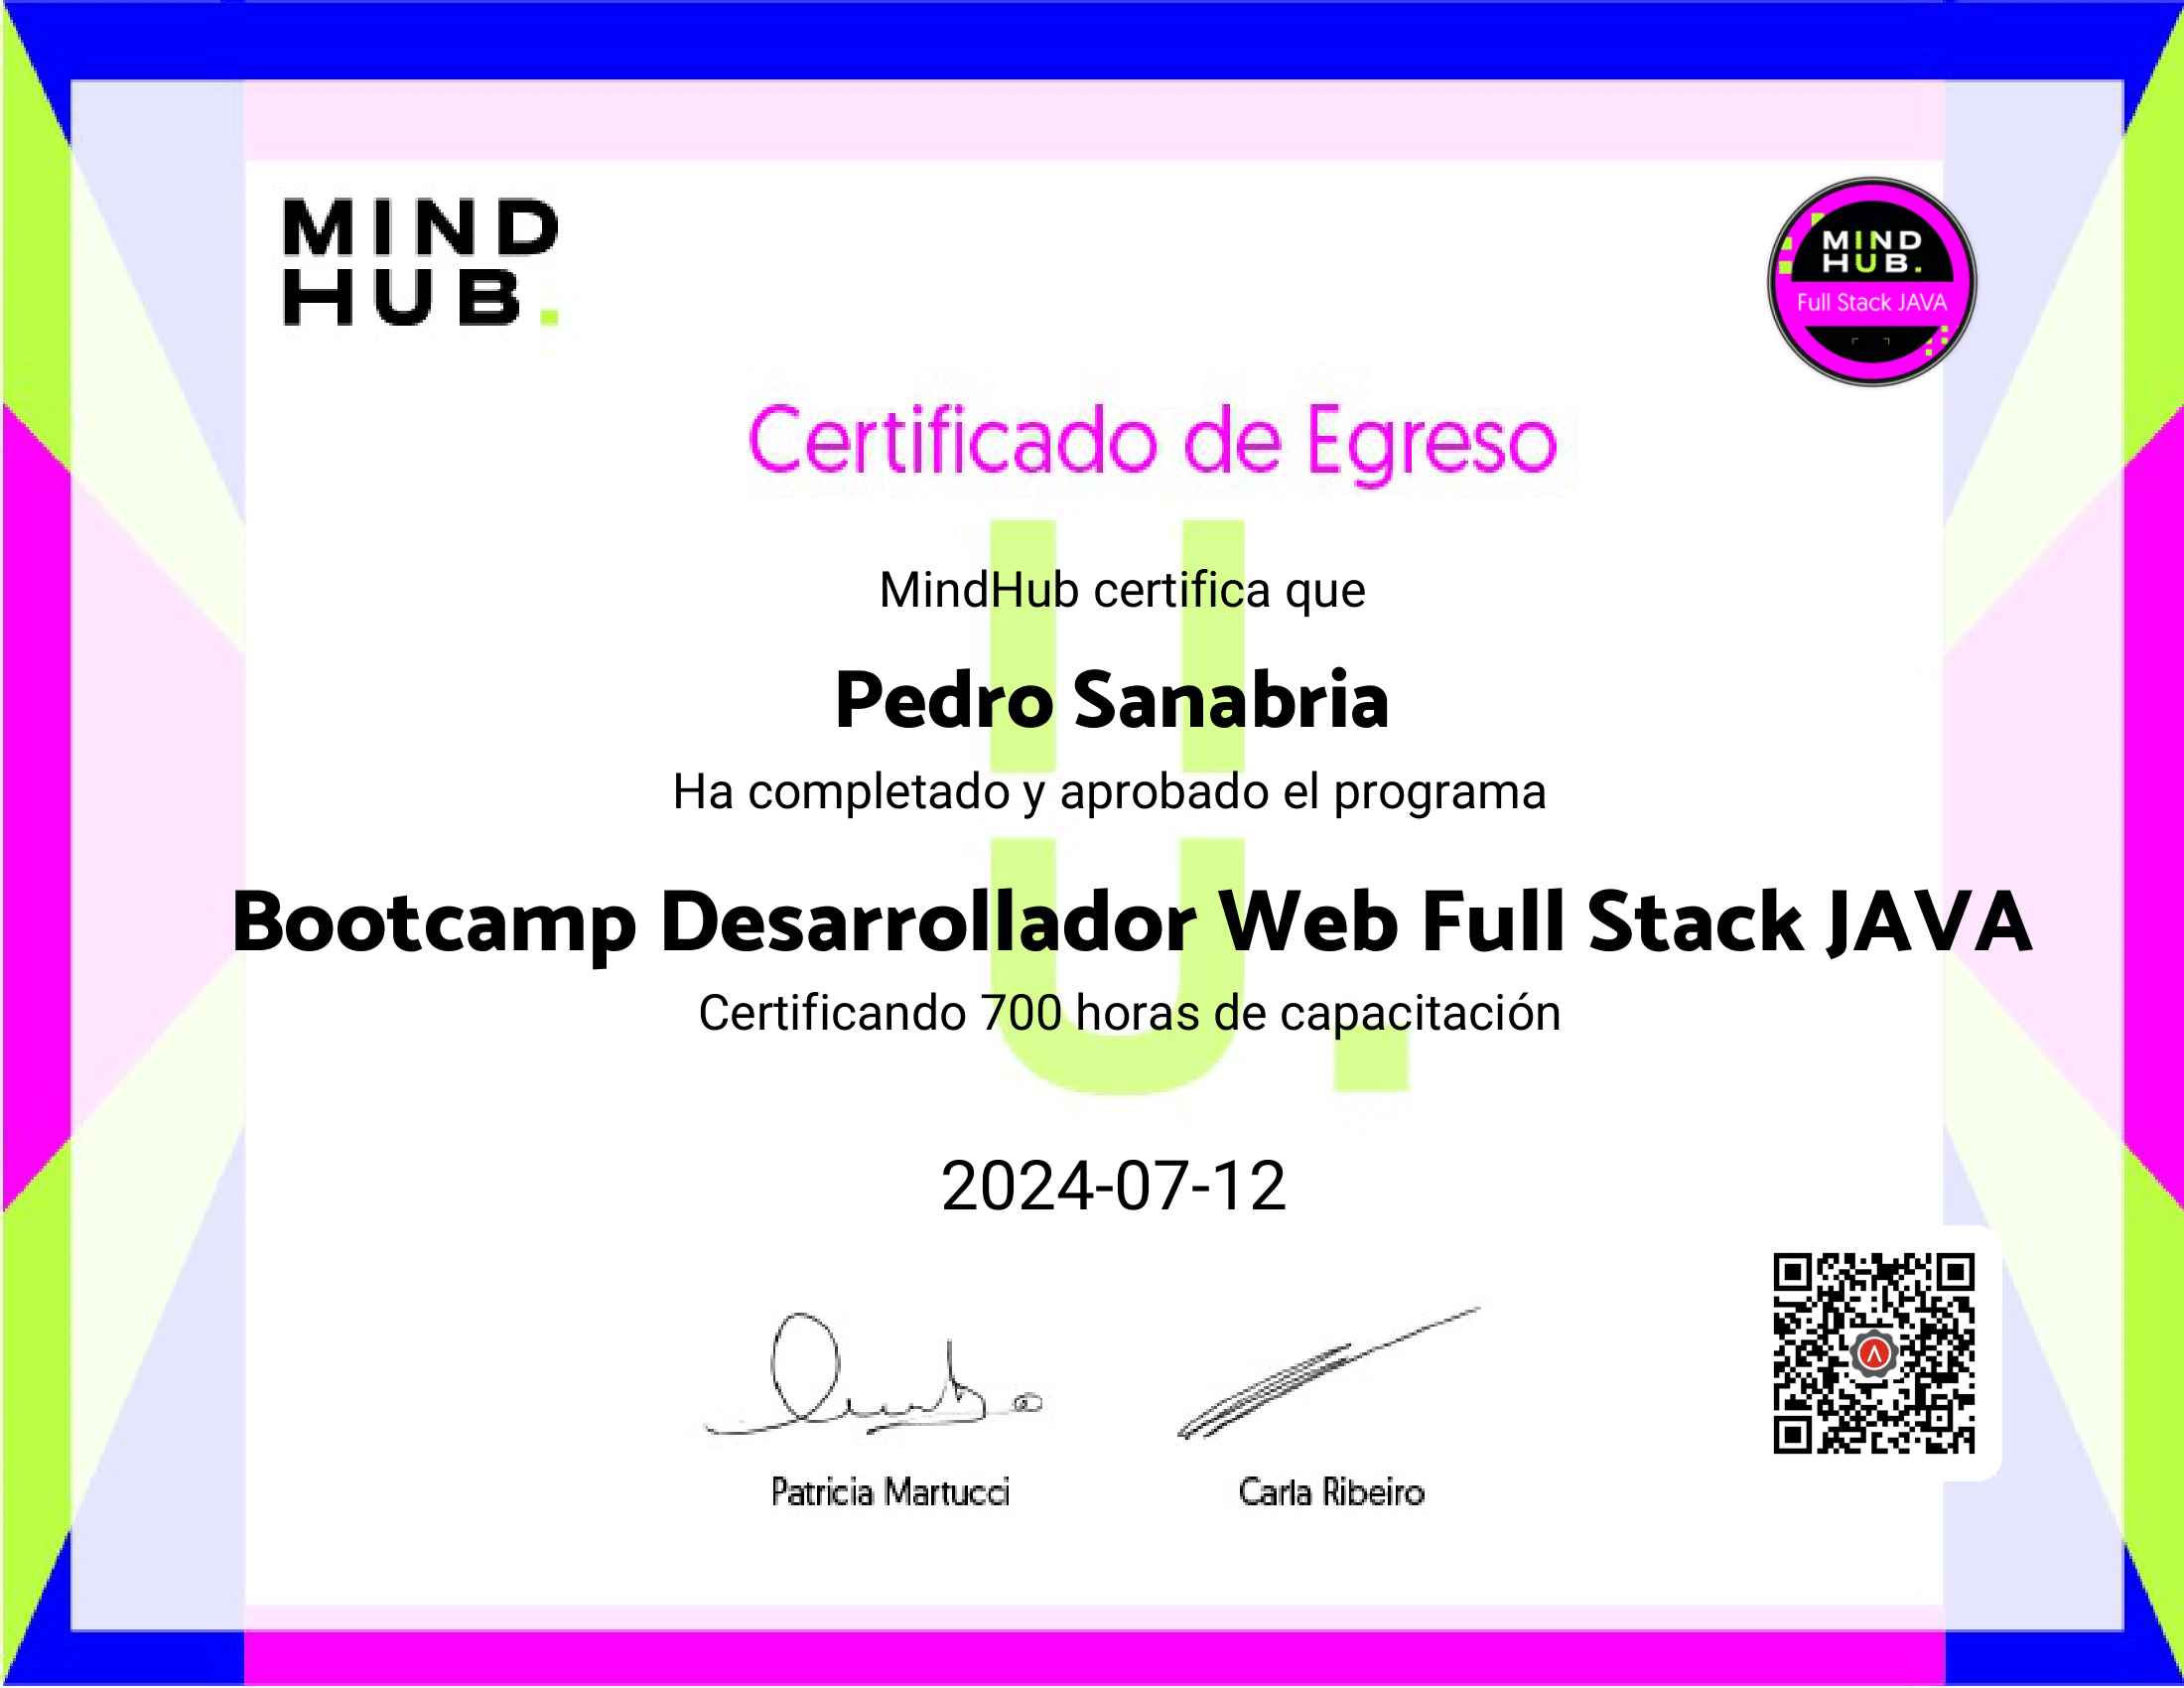 MIND
HUB.
MIND
HUB.
Full Stack JAVA
Certificado de Egreso
MindHub certifica que
Pedro Sanabria
Ha completado y aprobado el programa
Bootcamp Desarrollador Web Full Stack JAVA
Certificando 700 horas de capacitación
2024-07-12
Patricia Martucci
Carla Ribeiro